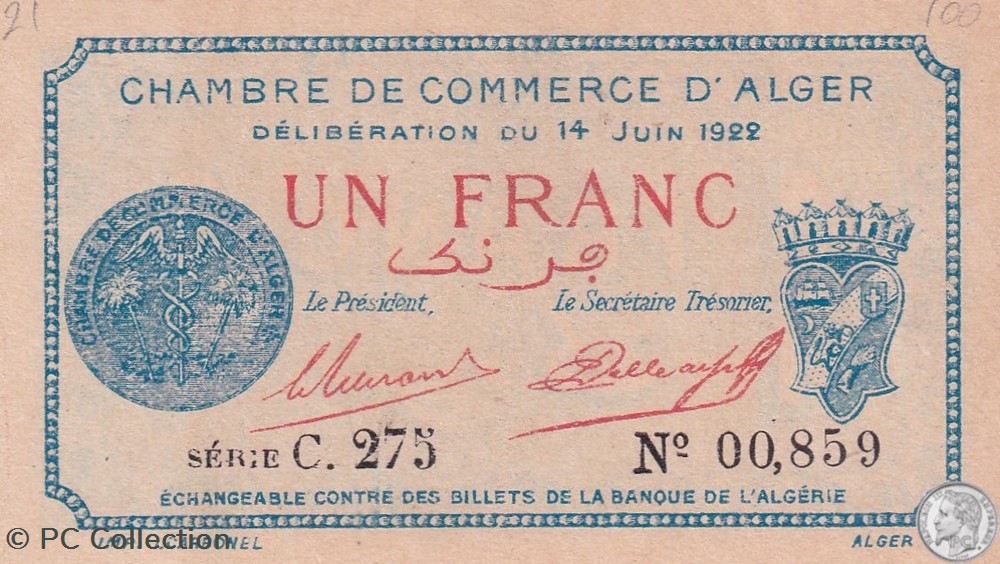 21
100
CHAMBRE DE COMMERCE D'ALGER
DÉLIBÉRATION DU 14 JUIN 1922
UN FRANC
ڢرنک
CHAMBRE DE COMMERCE D'ALGER
Le Président,
Le Secrétaire Trésorier,
SÉRIE C. 275
Nº 00,859
ÉCHANGEABLE CONTRE DES BILLETS DE LA BANQUE DE L'ALGÉRIE
CARBONEL
ALGER
© PC Collection